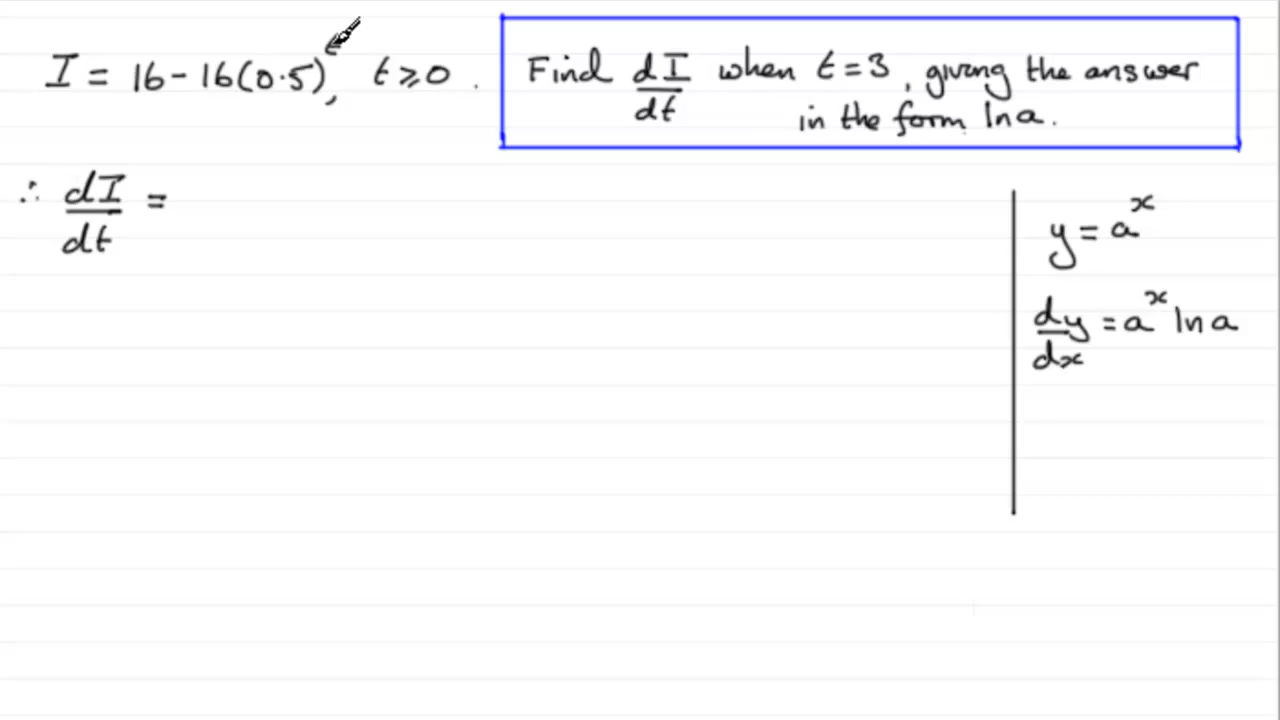 I = 16 - 16(0.5)^t, t ≥ 0.
Find dI/dt when t = 3, giving the answer
in the form ln a.
∴ dI/dt =
y = a^x
dy/dx = a^x ln a